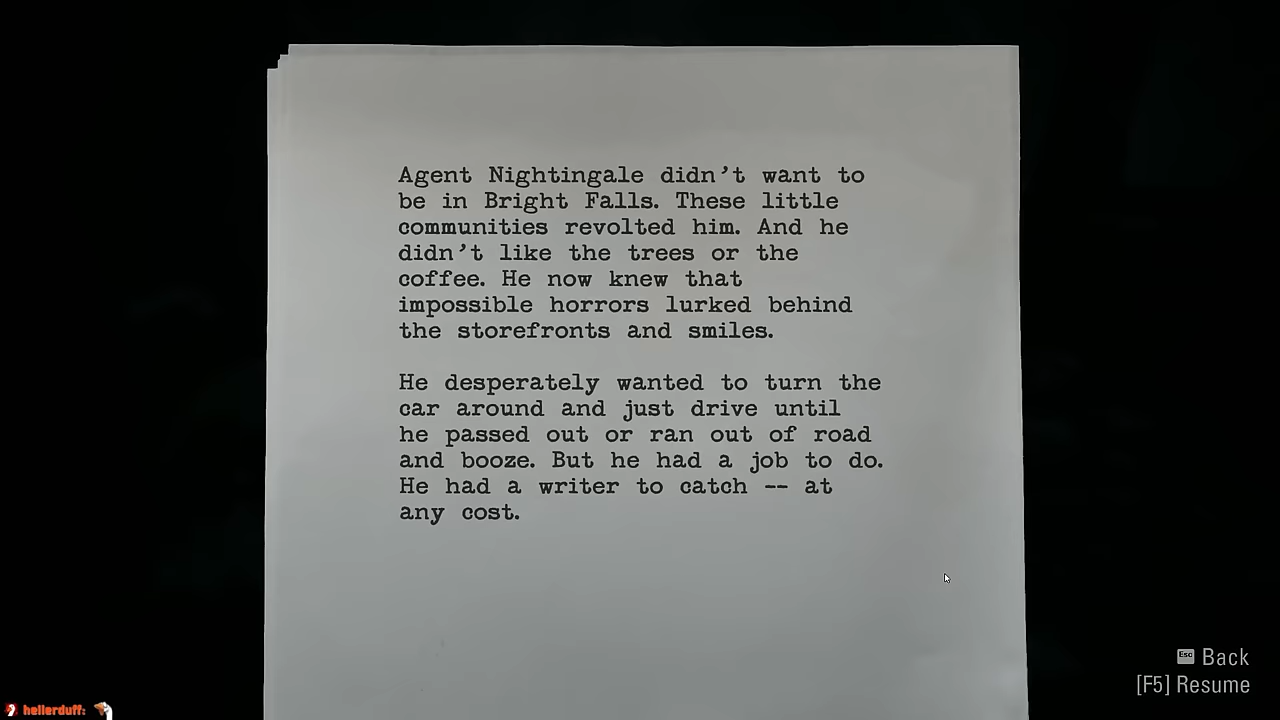 Agent Nightingale didn't want to
be in Bright Falls. These little
communities revolted him. And he
didn't like the trees or the
coffee. He now knew that
impossible horrors lurked behind
the storefronts and smiles.
He desperately wanted to turn the
car around and just drive until
he passed out or ran out of road
and booze. But he had a job to do.
He had a writer to catch -- at
any cost.
Esc Back
[F5] Resume
hellerduff: